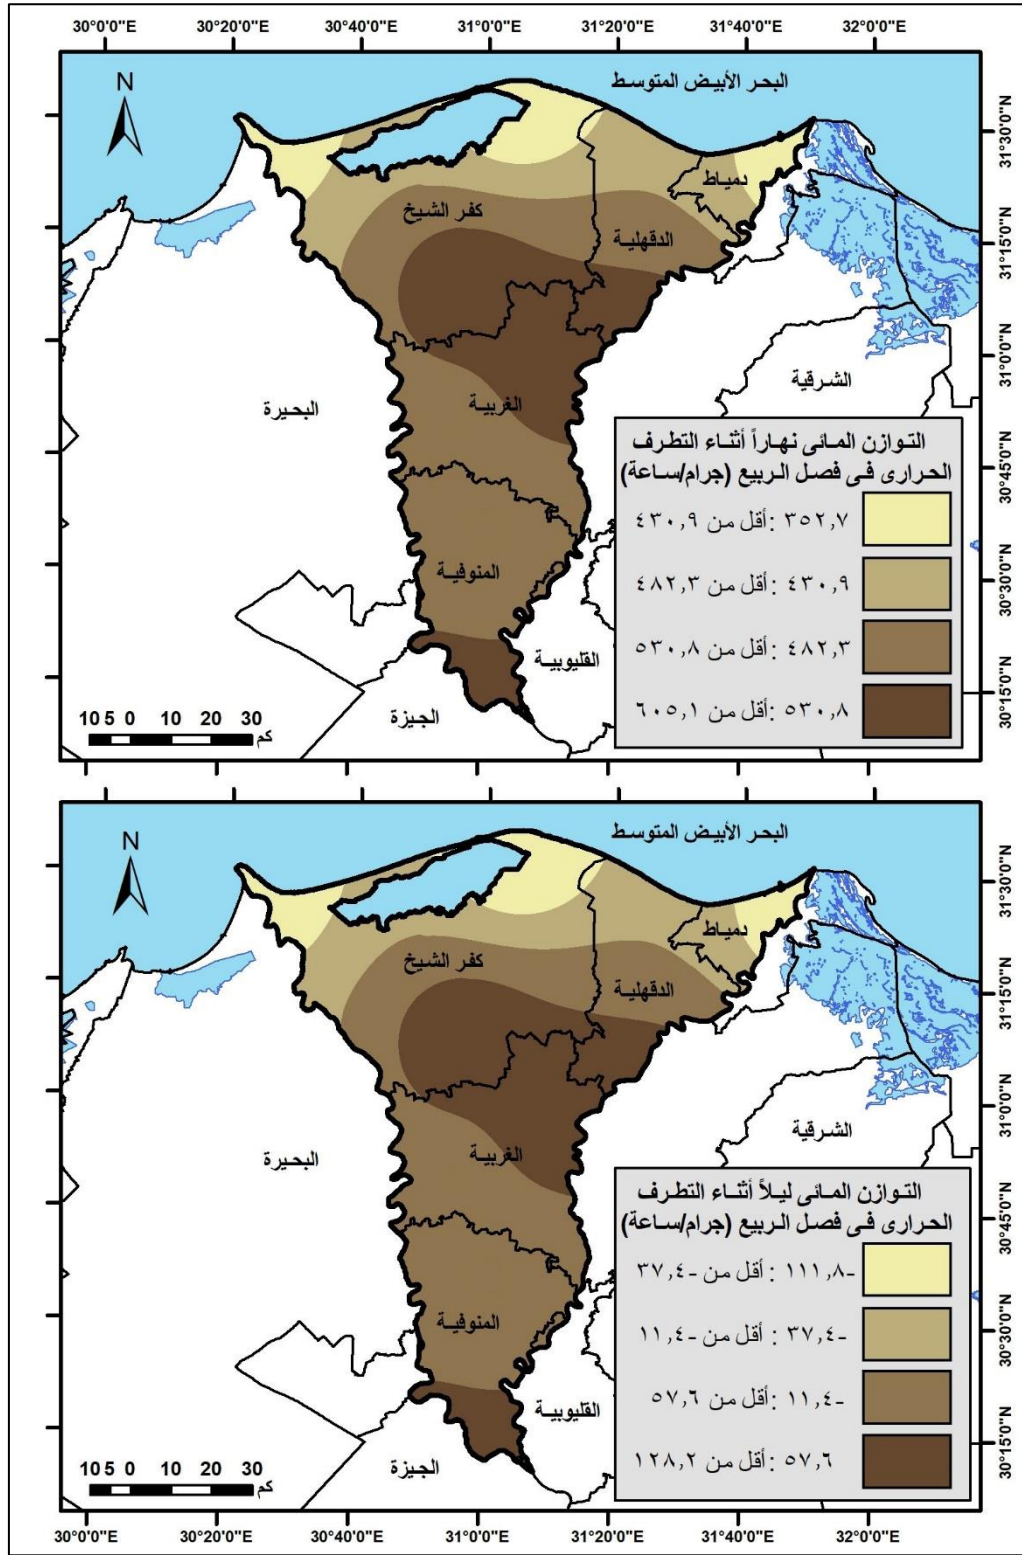 30°0'0"E 30°20'0"E 30°40'0"E 31°0'0"E 31°20'0"E 31°40'0"E 32°0'0"E
البحر الأبيض المتوسط
N
31°30'0"N
دمياط
كفر الشيخ
الدقهلية
31°15'0"N
31°0'0"N
الشرقية
البحيرة
الغربية
التوازن المائى نهاراً أثناء التطرف
الحرارى فى فصل الربيع (جرام/ساعة)
30°45'0"N
٣٥٢,٧ : أقل من ٤٣٠,٩
المنوفية
30°30'0"N
٤٣٠,٩ : أقل من ٤٨٢,٣
٤٨٢,٣ : أقل من ٥٣٠,٨
القليوبية
30°15'0"N
الجيزة
٥٣٠,٨ : أقل من ٦٠٥,١
10 5 0 10 20 30
كم
البحر الأبيض المتوسط
N
31°30'0"N
دمياط
كفر الشيخ
الدقهلية
31°15'0"N
31°0'0"N
الشرقية
البحيرة
الغربية
التوازن المائى ليلاً أثناء التطرف
الحرارى فى فصل الربيع (جرام/ساعة)
30°45'0"N
-١١١,٨ : أقل من -٣٧,٤
المنوفية
30°30'0"N
-٣٧,٤ : أقل من -١١,٤
-١١,٤ : أقل من ٥٧,٦
القليوبية
30°15'0"N
الجيزة
٥٧,٦ : أقل من ١٢٨,٢
10 5 0 10 20 30
كم
30°0'0"E 30°20'0"E 30°40'0"E 31°0'0"E 31°20'0"E 31°40'0"E 32°0'0"E